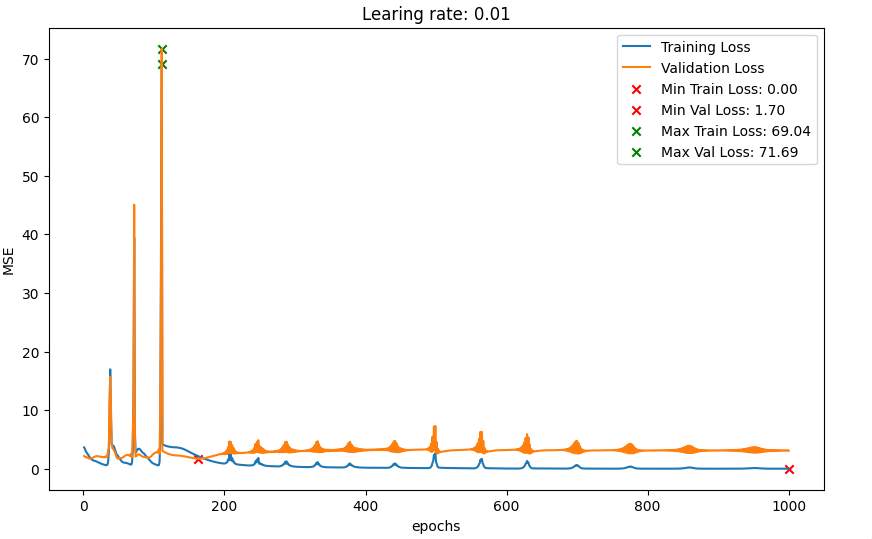 Learing rate: 0.01
Training Loss
Validation Loss
Min Train Loss: 0.00
Min Val Loss: 1.70
Max Train Loss: 69.04
Max Val Loss: 71.69
MSE
70
60
50
40
30
20
10
0
0 200 400 600 800 1000
epochs